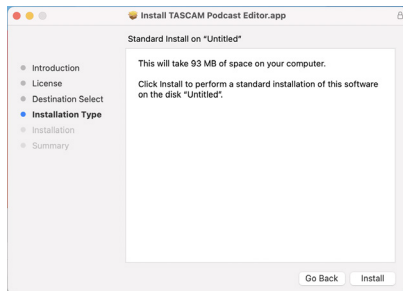 Install TASCAM Podcast Editor.app
Standard Install on “Untitled”
Introduction
License
Destination Select
Installation Type
Installation
Summary
This will take 93 MB of space on your computer.
Click Install to perform a standard installation of this software
on the disk “Untitled”.
Go Back
Install